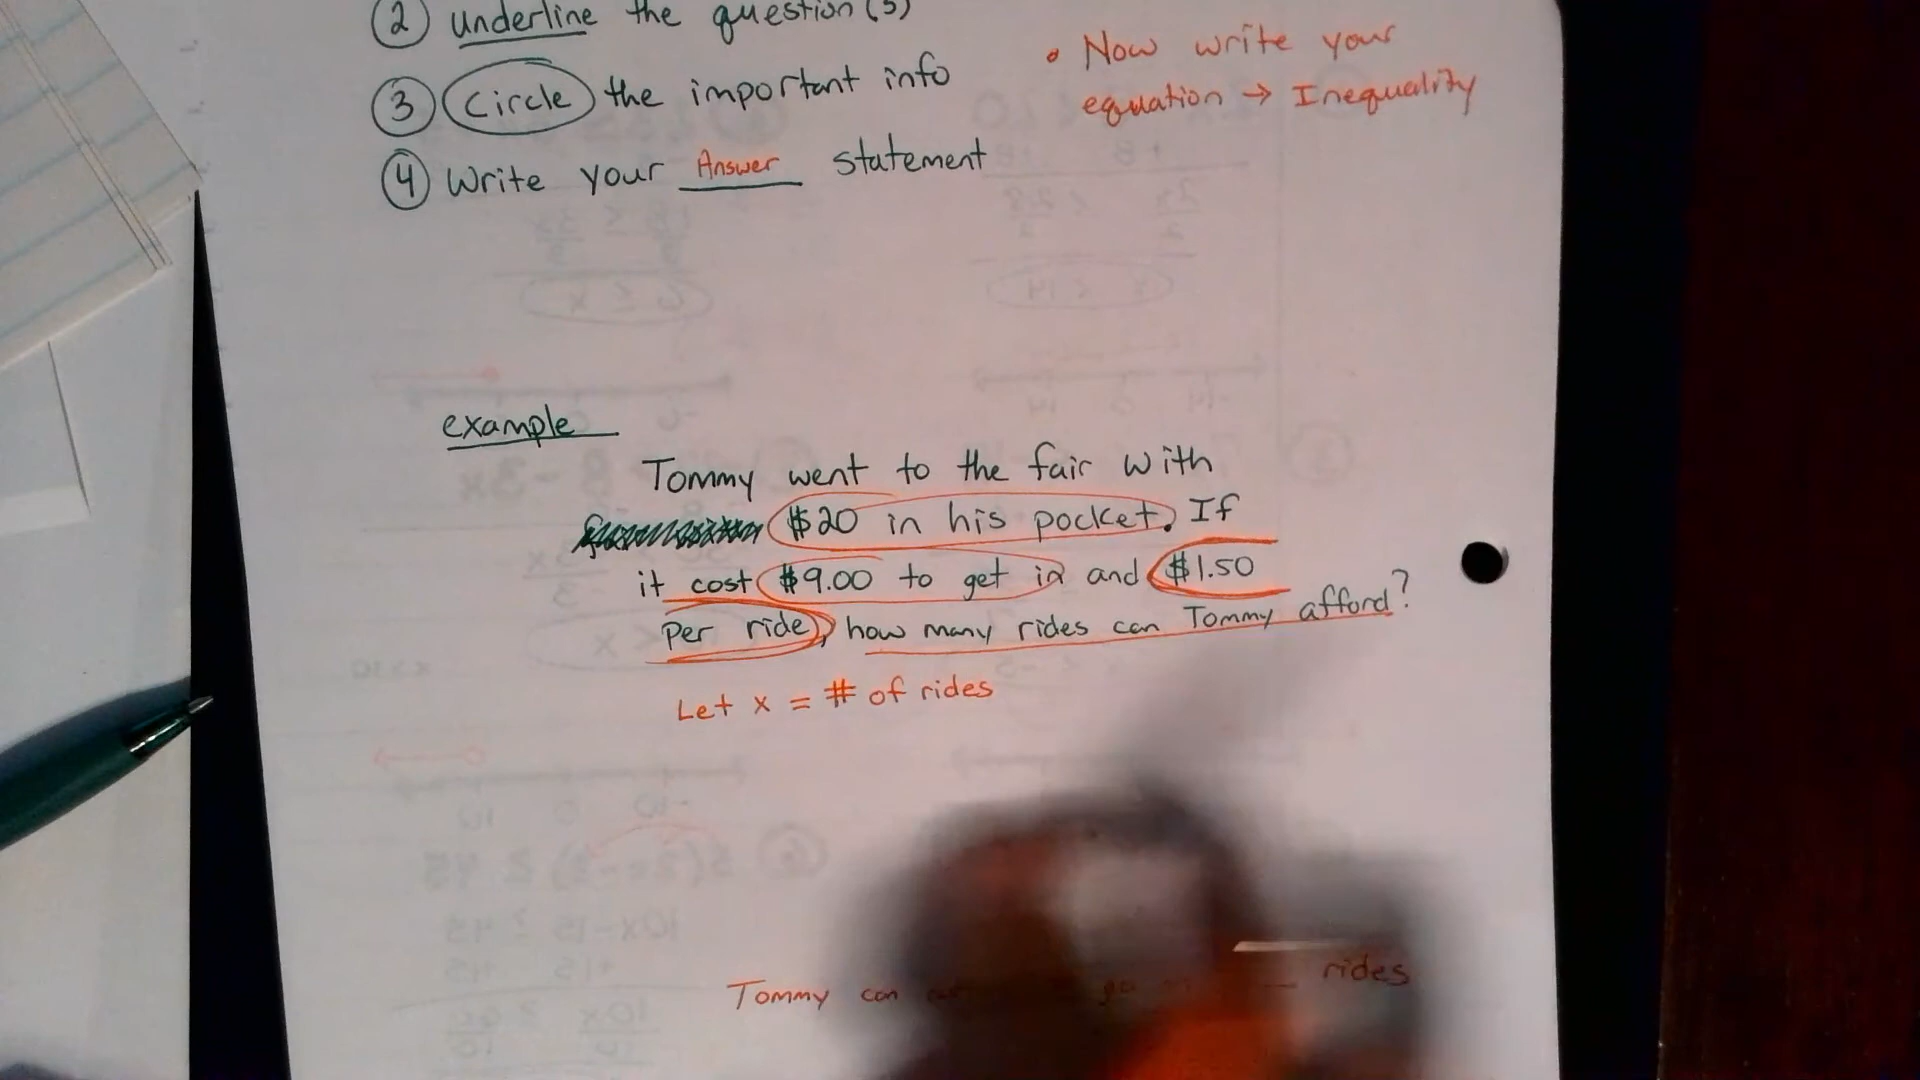 ② underline the question(s)
③ Circle the important info
④ Write your Answer statement
• Now write your
equation → Inequality
example
Tommy went to the fair with
$20 in his pocket. If
it cost $9.00 to get in and $1.50
per ride, how many rides can Tommy afford?
Let x = # of rides
Tommy can rides